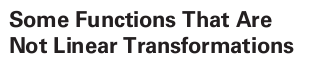 Some Functions That Are
Not Linear Transformations